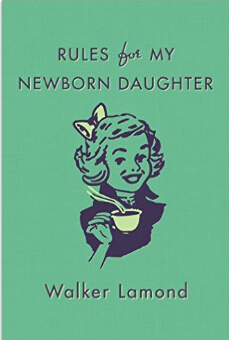 RULES for MY
NEWBORN DAUGHTER
Walker Lamond